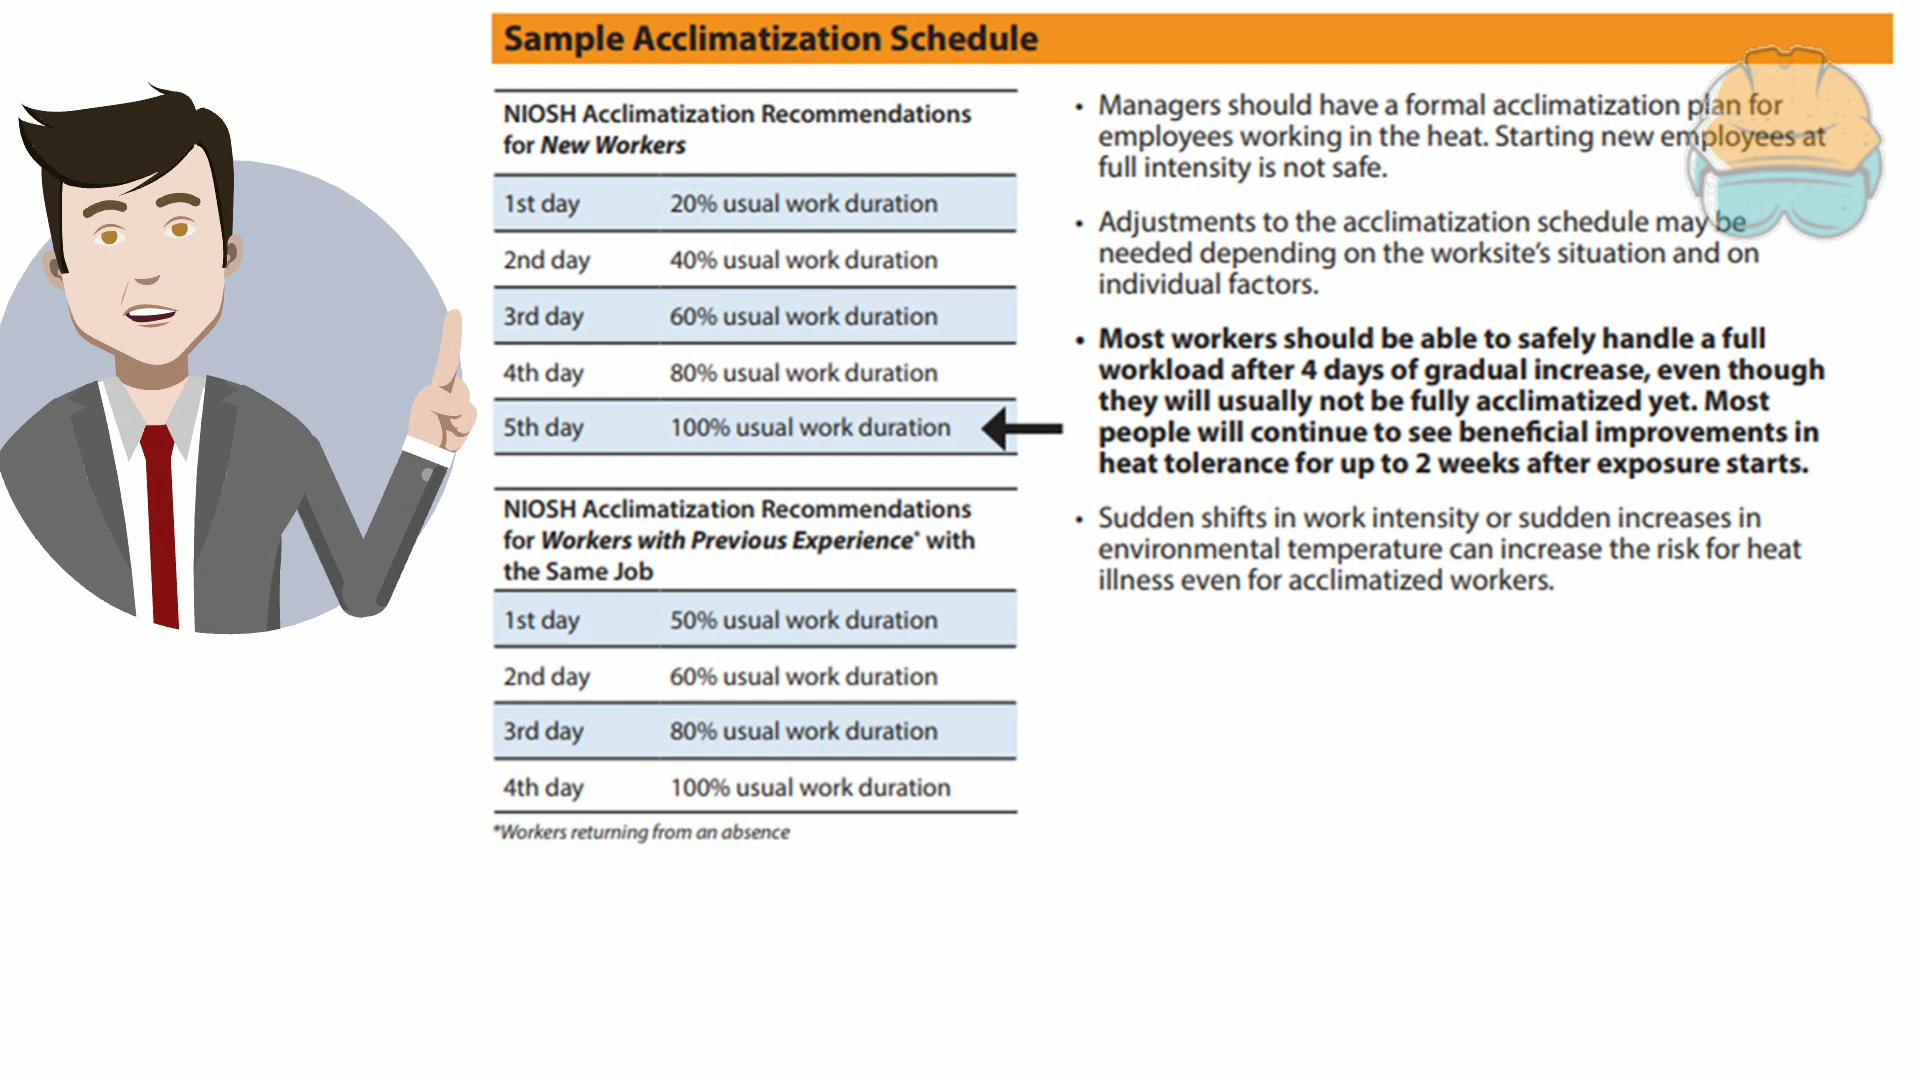 Sample Acclimatization Schedule
NIOSH Acclimatization Recommendations
for New Workers
1st day 20% usual work duration
2nd day 40% usual work duration
3rd day 60% usual work duration
4th day 80% usual work duration
5th day 100% usual work duration
NIOSH Acclimatization Recommendations
for Workers with Previous Experience* with
the Same Job
1st day 50% usual work duration
2nd day 60% usual work duration
3rd day 80% usual work duration
4th day 100% usual work duration
*Workers returning from an absence
• Managers should have a formal acclimatization plan for
employees working in the heat. Starting new employees at
full intensity is not safe.
• Adjustments to the acclimatization schedule may be
needed depending on the worksite's situation and on
individual factors.
• Most workers should be able to safely handle a full
workload after 4 days of gradual increase, even though
they will usually not be fully acclimatized yet. Most
people will continue to see beneficial improvements in
heat tolerance for up to 2 weeks after exposure starts.
• Sudden shifts in work intensity or sudden increases in
environmental temperature can increase the risk for heat
illness even for acclimatized workers.